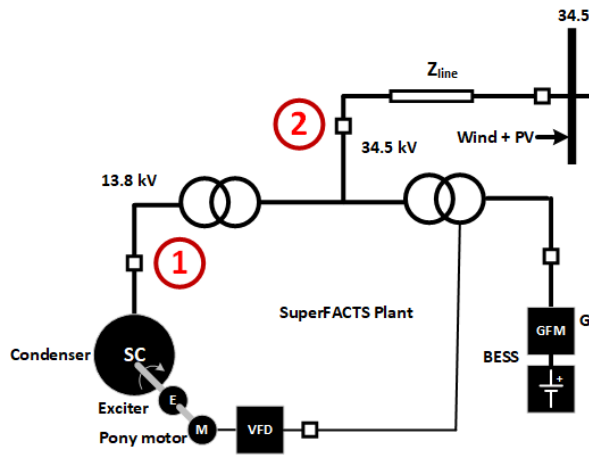 34.5
Z line
2
Wind + PV
34.5 kV
13.8 kV
1
SuperFACTS Plant
GFM
G
Condenser
SC
BESS
+
Exciter
E
Pony motor
M
VFD